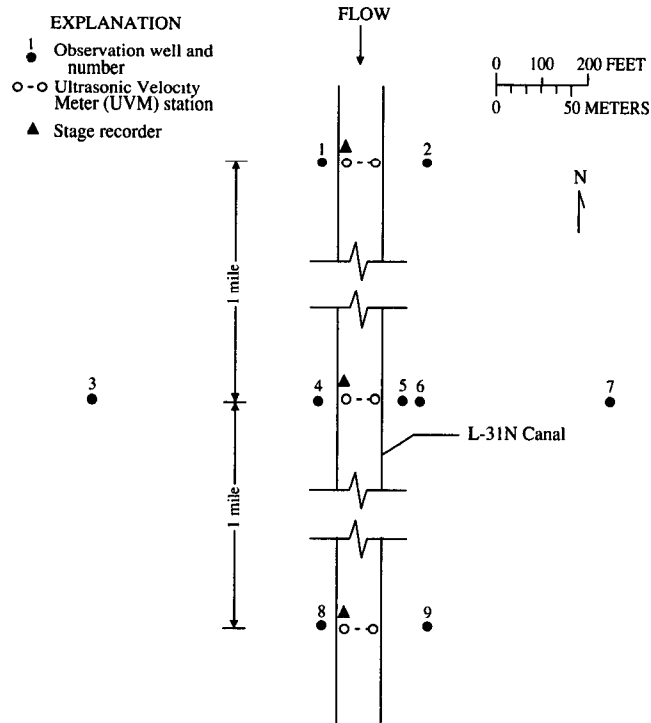 EXPLANATION
1 Observation well and
number
Ultrasonic Velocity
Meter (UVM) station
Stage recorder
FLOW
0 100 200 FEET
0 50 METERS
N
1 2
1 mile
3 4 5 6 7
L-31N Canal
1 mile
8 9